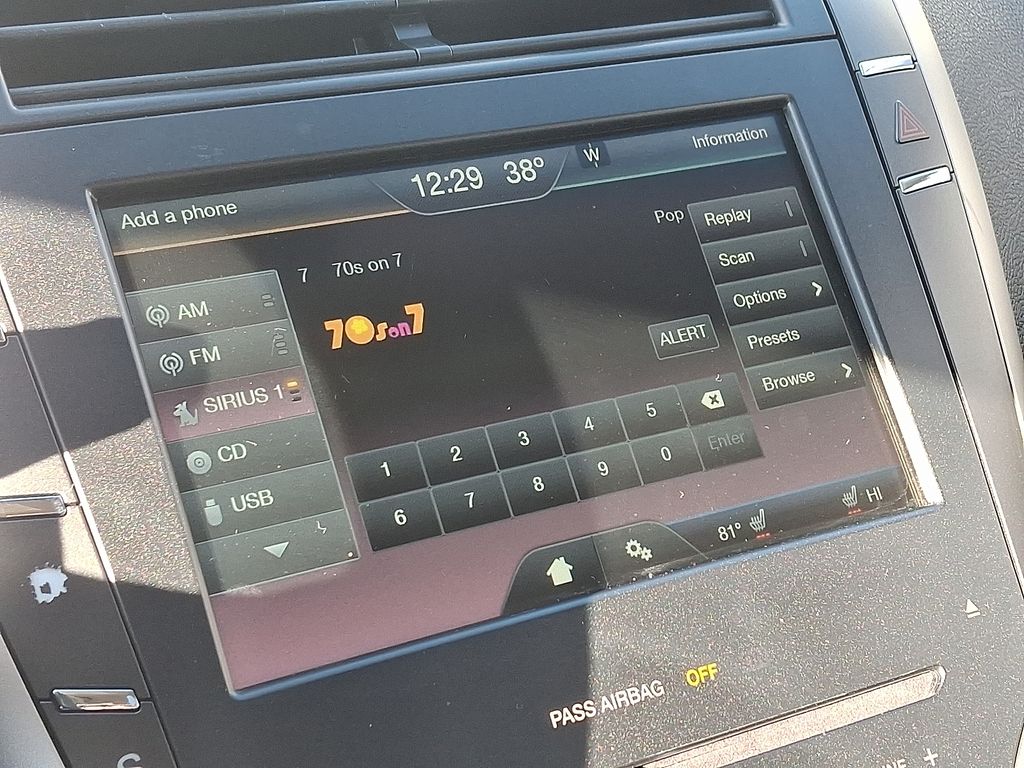 12:29 38° W Information
Add a phone
7 70s on 7 Pop
70s on 7
AM
FM
SIRIUS 1
CD
USB
Replay
Scan
Options
Presets
Browse
ALERT
1 2 3 4 5
6 7 8 9 0 Enter
81° HI
PASS AIRBAG OFF
+